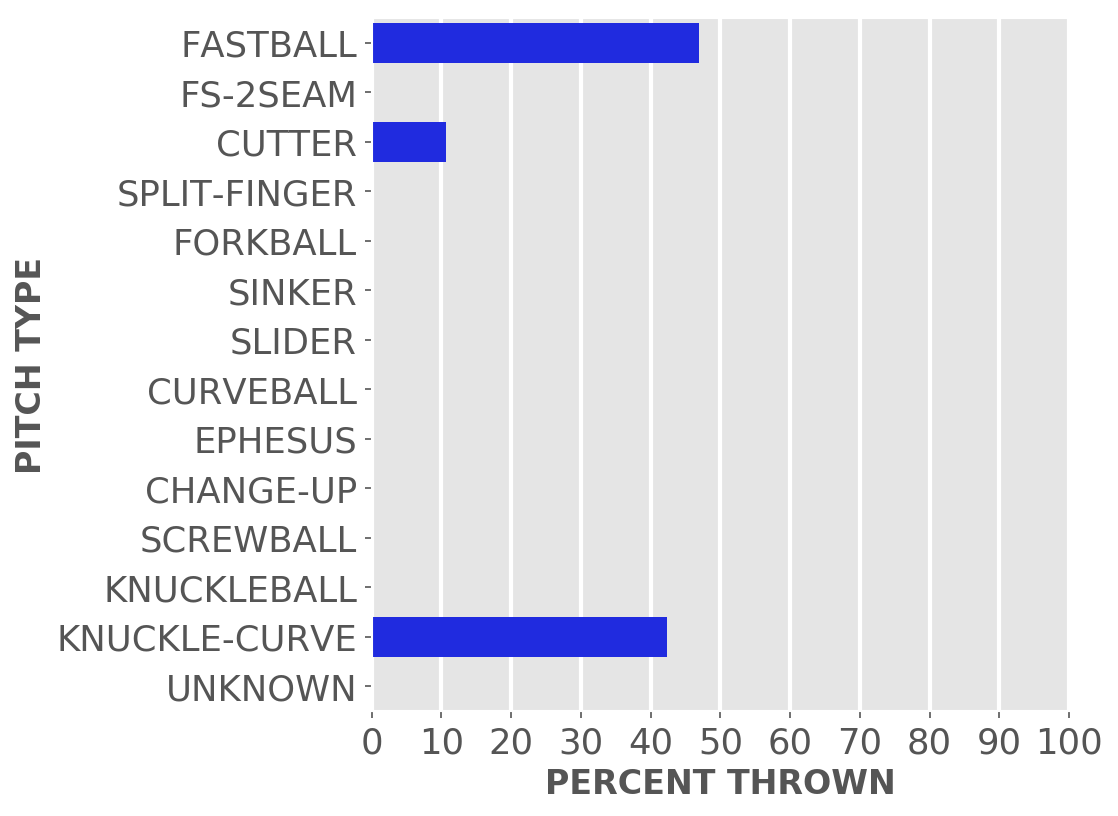 FASTBALL
FS-2SEAM
CUTTER
SPLIT-FINGER
FORKBALL
SINKER
SLIDER
CURVEBALL
EPHESUS
CHANGE-UP
SCREWBALL
KNUCKLEBALL
KNUCKLE-CURVE
UNKNOWN
PITCH TYPE
0 10 20 30 40 50 60 70 80 90 100
PERCENT THROWN